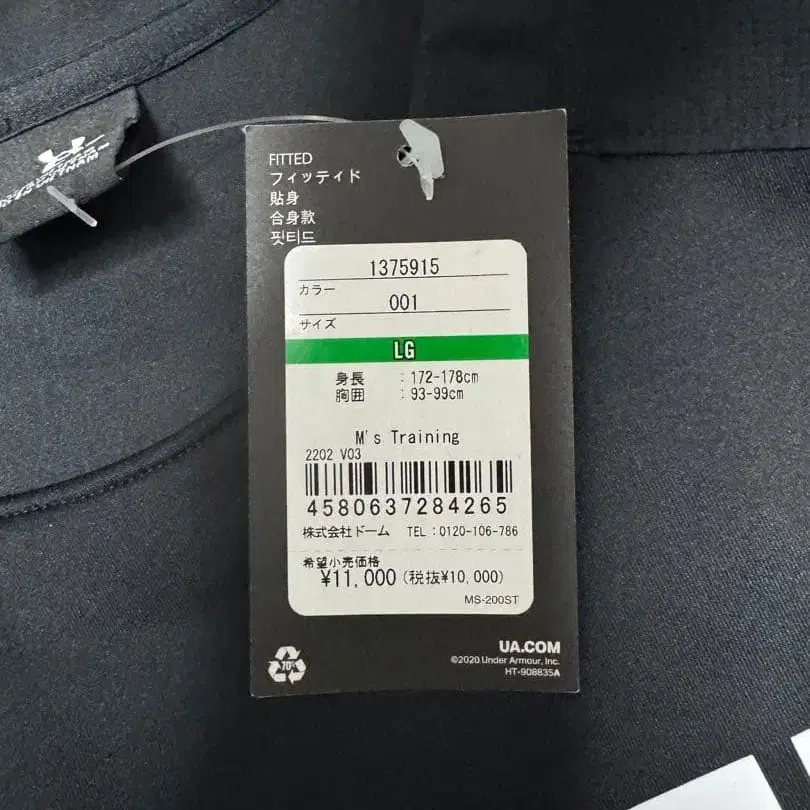 FITTED
フィッティド
貼身
合身款
핏티드
1375915
カラー
001
サイズ
LG
身長 : 172-178cm
胸囲 : 93-99cm
M's Training
2202 V03
4580637284265
株式会社ドーム TEL:0120-106-786
希望小売価格
¥11,000(税抜¥10,000)
MS-200ST
70%
UA.COM
©2020 Under Armour, Inc.
HT-908835A